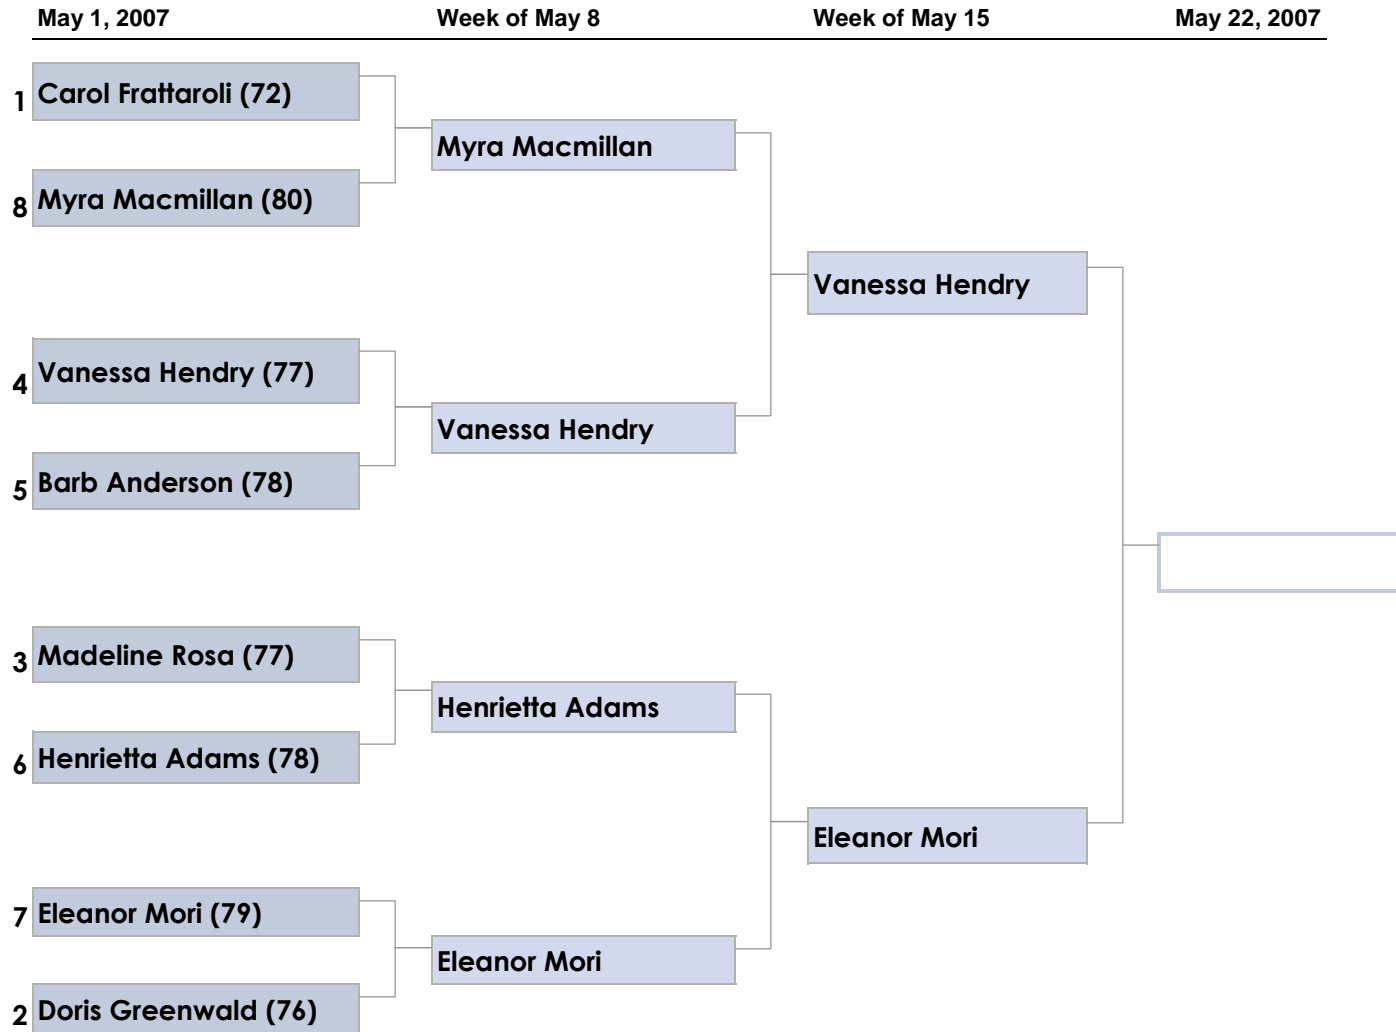 May 1, 2007 Week of May 8 Week of May 15 May 22, 2007
1 Carol Frattaroli (72)
Myra Macmillan
8 Myra Macmillan (80)
Vanessa Hendry
4 Vanessa Hendry (77)
Vanessa Hendry
5 Barb Anderson (78)
3 Madeline Rosa (77)
Henrietta Adams
6 Henrietta Adams (78)
Eleanor Mori
7 Eleanor Mori (79)
Eleanor Mori
2 Doris Greenwald (76)